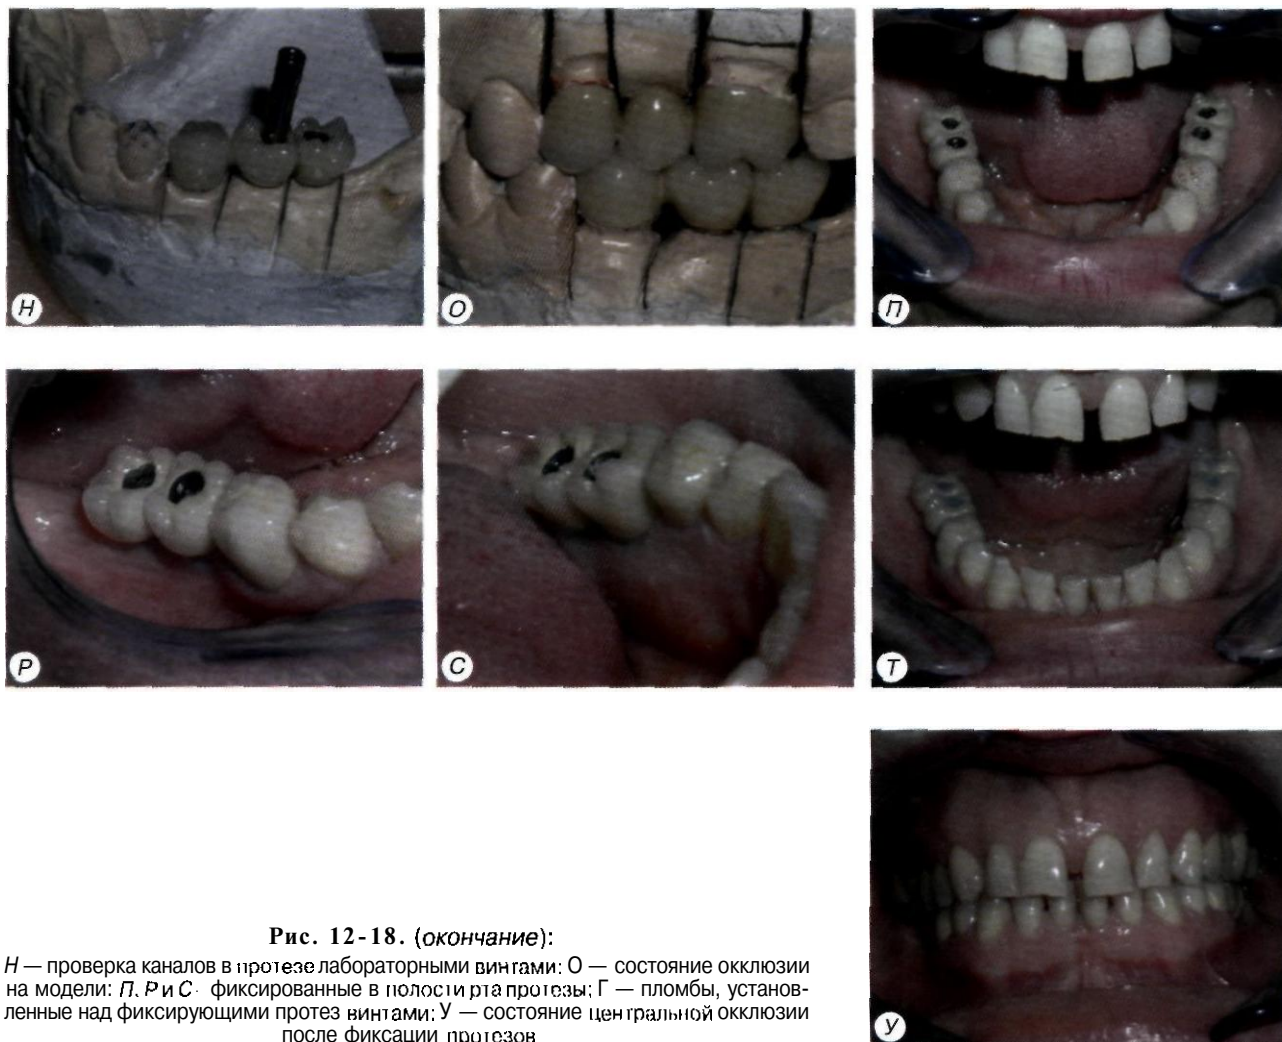 Н
О
П
Р
С
Т
У
Рис. 12-18. (окончание):
Н — проверка каналов в протезе лабораторными винтами: О — состояние окклюзии
на модели: П, Р и С- фиксированные в полости рта протезы; Г — пломбы, установ-
ленные над фиксирующими протез винтами: У — состояние центральной окклюзии
после фиксации протезов